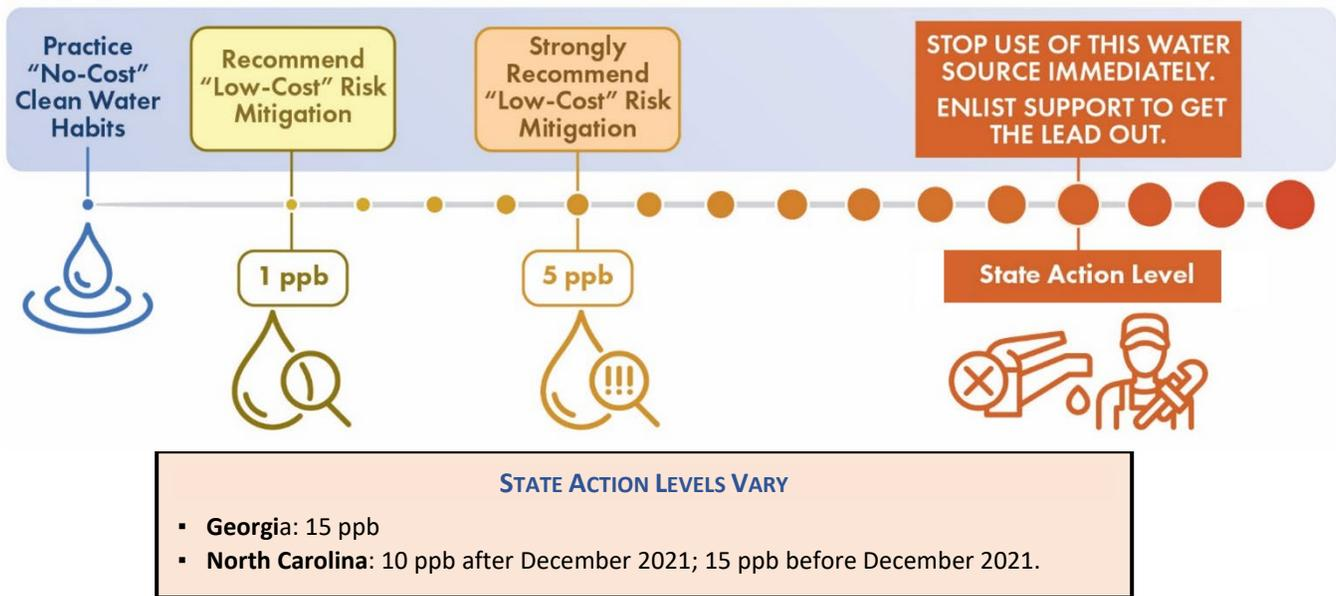 Practice
“No-Cost”
Clean Water
Habits
Recommend
“Low-Cost” Risk
Mitigation
Strongly
Recommend
“Low-Cost” Risk
Mitigation
STOP USE OF THIS WATER
SOURCE IMMEDIATELY.
ENLIST SUPPORT TO GET
THE LEAD OUT.
1 ppb
5 ppb
!!!
State Action Level
STATE ACTION LEVELS VARY
▪ Georgia: 15 ppb
▪ North Carolina: 10 ppb after December 2021; 15 ppb before December 2021.